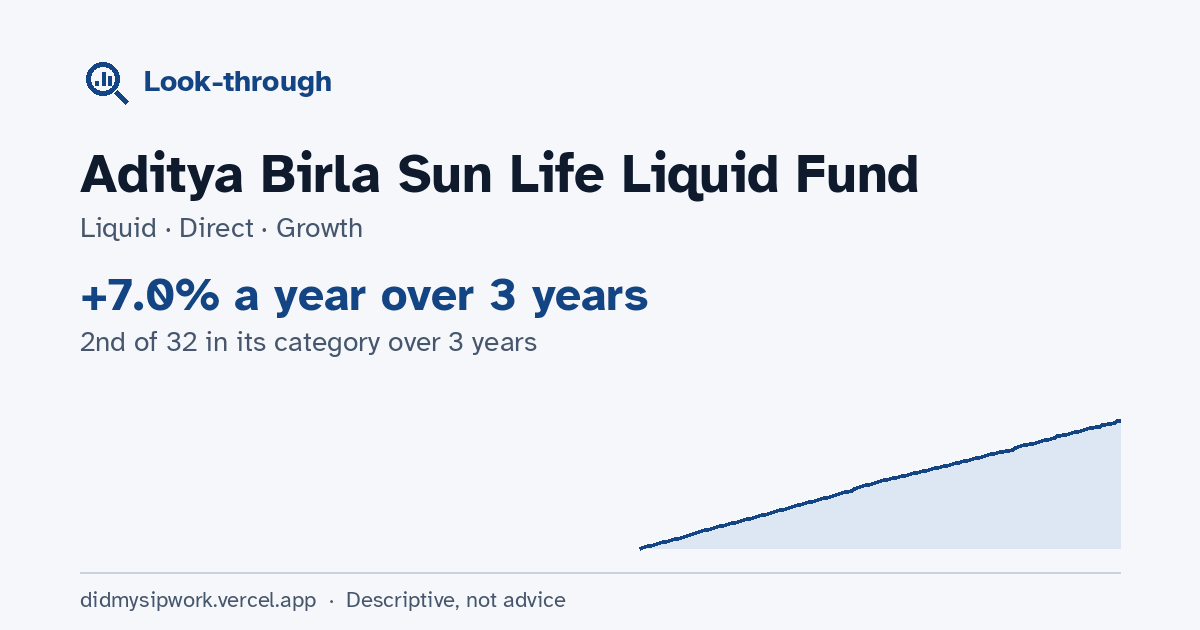 Look-through
Aditya Birla Sun Life Liquid Fund
Liquid · Direct · Growth
+7.0% a year over 3 years
2nd of 32 in its category over 3 years
didmysipwork.vercel.app · Descriptive, not advice